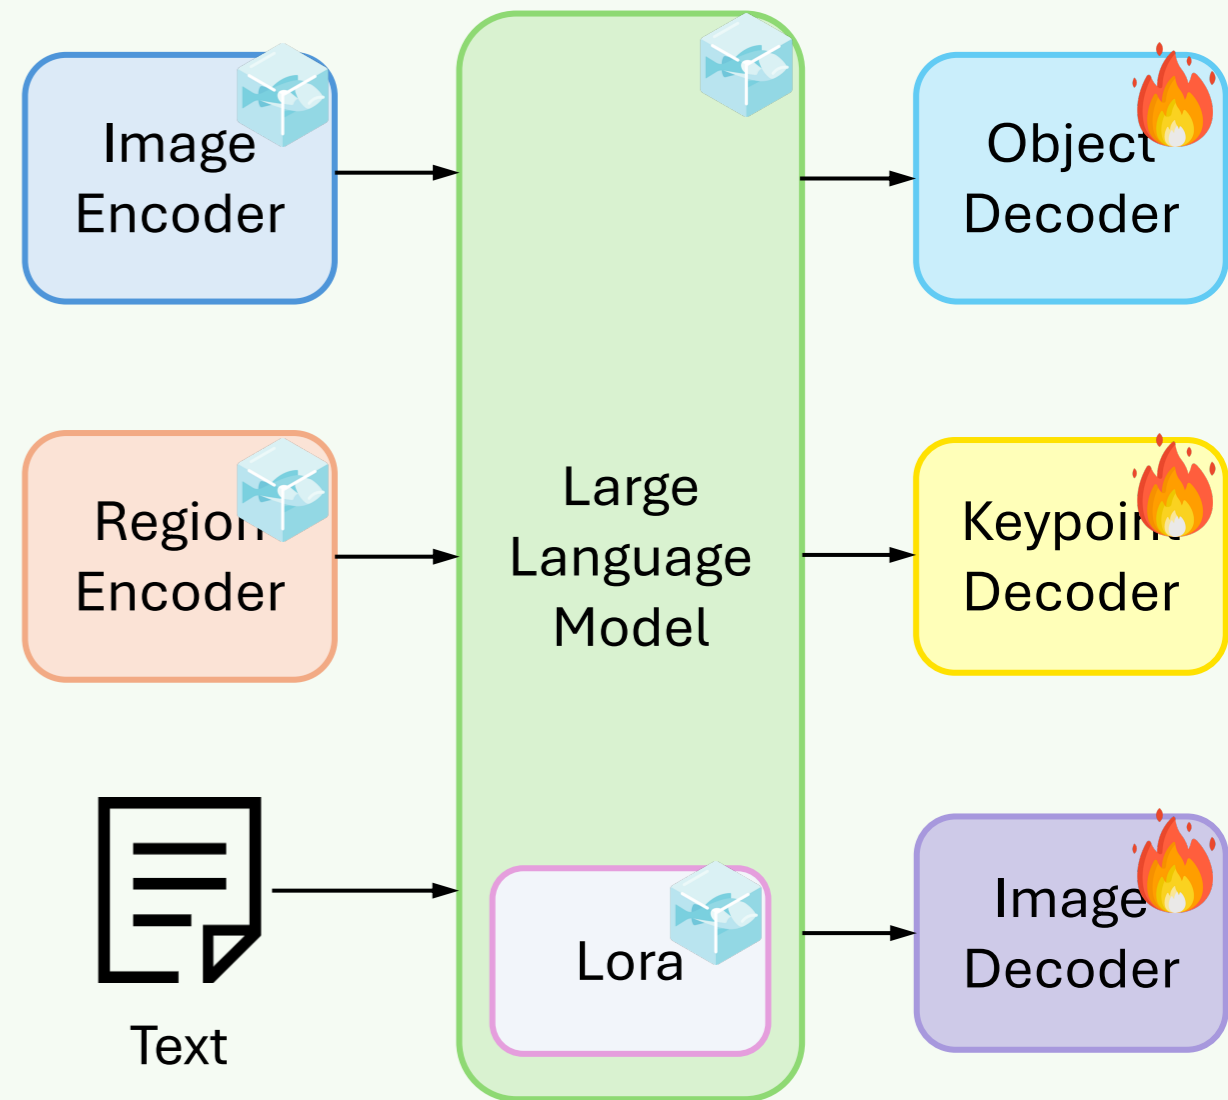 Image
Encoder
Region
Encoder
Text
Large
Language
Model
Lora
Object
Decoder
Keypoint
Decoder
Image
Decoder